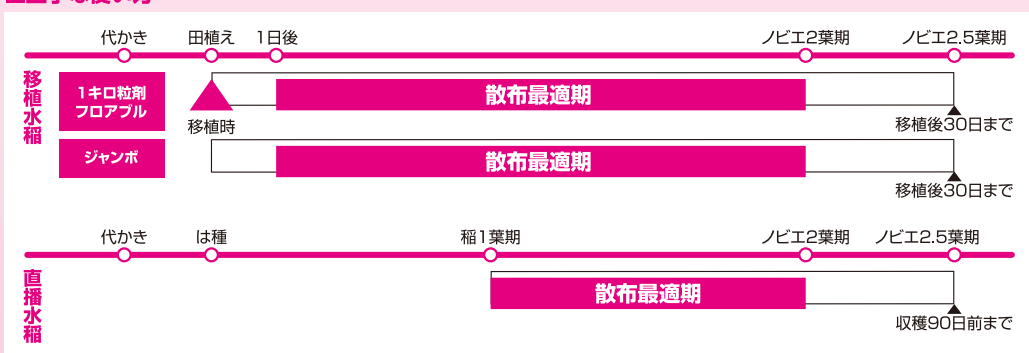 代かき 田植え 1日後 ノビエ2葉期 ノビエ2.5葉期
移植水稲
1キロ粒剤
フロアブル
散布最適期
移植時
移植後30日まで
ジャンボ
散布最適期
移植後30日まで
代かき は種 稲1葉期 ノビエ2葉期 ノビエ2.5葉期
直播水稲
散布最適期
収穫90日前まで